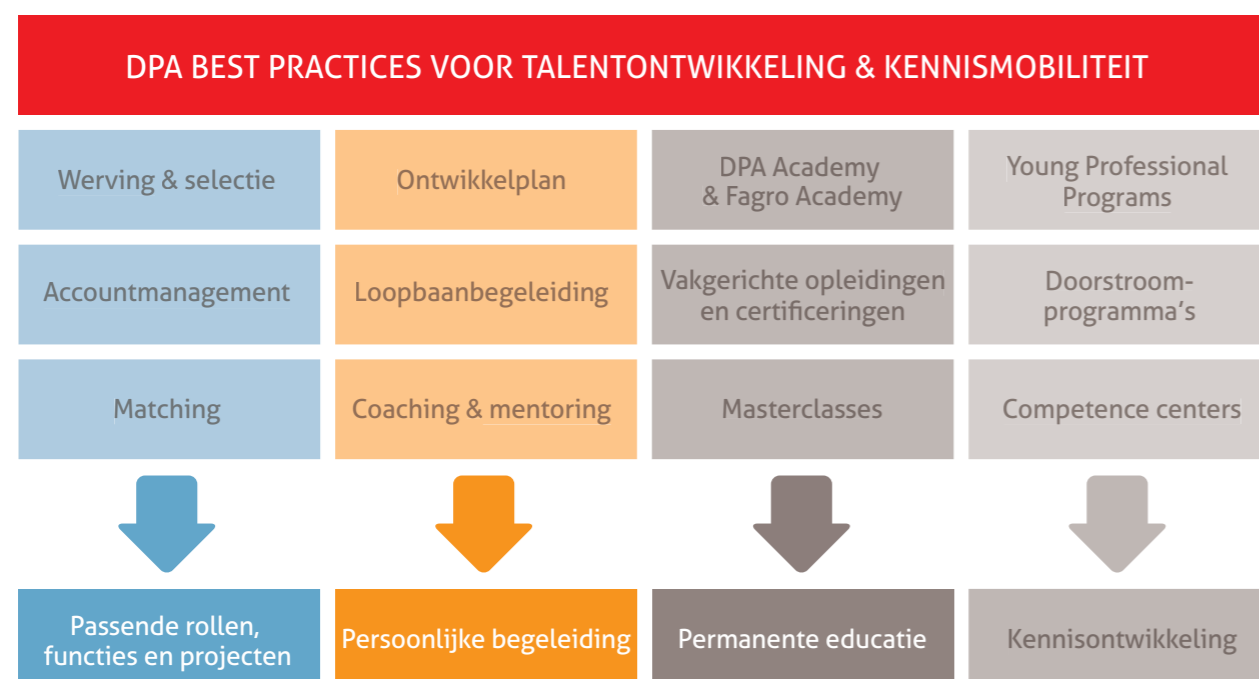 DPA BEST PRACTICES VOOR TALENTONTWIKKELING & KENNISMOBILITEIT
Werving & selectie
Ontwikkelplan
DPA Academy
& Fagro Academy
Young Professional
Programs
Accountmanagement
Loopbaanbegeleiding
Vakgerichte opleidingen
en certificeringen
Doorstroom-
programma’s
Matching
Coaching & mentoring
Masterclasses
Competence centers
Passende rollen,
functies en projecten
Persoonlijke begeleiding
Permanente educatie
Kennisontwikkeling